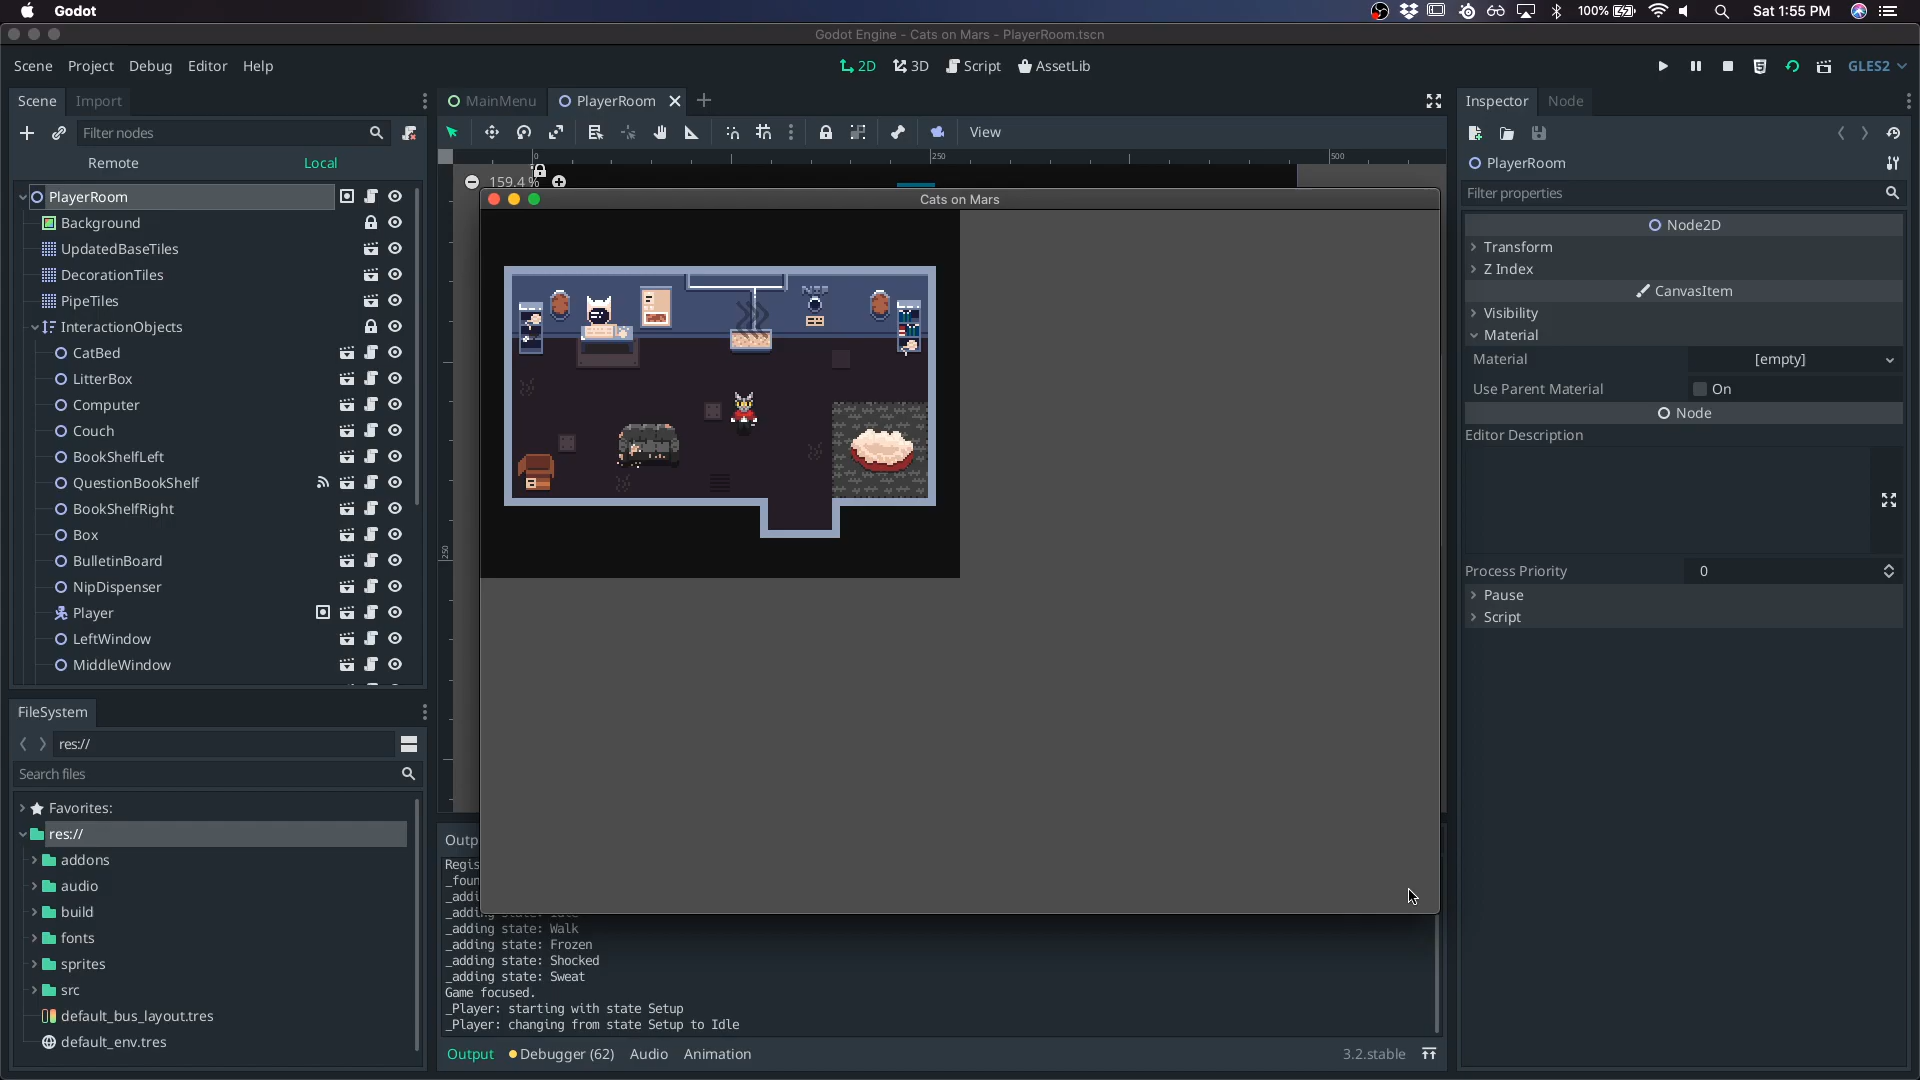 Godot
100%
Sat 1:55 PM
Godot Engine - Cats on Mars - PlayerRoom.tscn
Scene Project Debug Editor Help
2D 3D Script AssetLib
GLES2
Scene Import
MainMenu PlayerRoom
Inspector Node
Filter nodes
View
Remote Local
0 250 500
PlayerRoom
159.4 %
Filter properties
PlayerRoom
Cats on Mars
Background
UpdatedBaseTiles
DecorationTiles
PipeTiles
InteractionObjects
CatBed
LitterBox
Computer
Couch
BookShelfLeft
QuestionBookShelf
BookShelfRight
Box
BulletinBoard
NipDispenser
Player
LeftWindow
MiddleWindow
NIP
250
Node2D
Transform
Z Index
CanvasItem
Visibility
Material
Material [empty]
Use Parent Material On
Node
Editor Description
Process Priority 0
Pause
Script
FileSystem
res://
Search files
Favorites:
res://
addons
audio
build
fonts
sprites
src
default_bus_layout.tres
default_env.tres
_adding state: Walk
_adding state: Frozen
_adding state: Shocked
_adding state: Sweat
Game focused.
_Player: starting with state Setup
_Player: changing from state Setup to Idle
Output Debugger (62) Audio Animation
3.2.stable